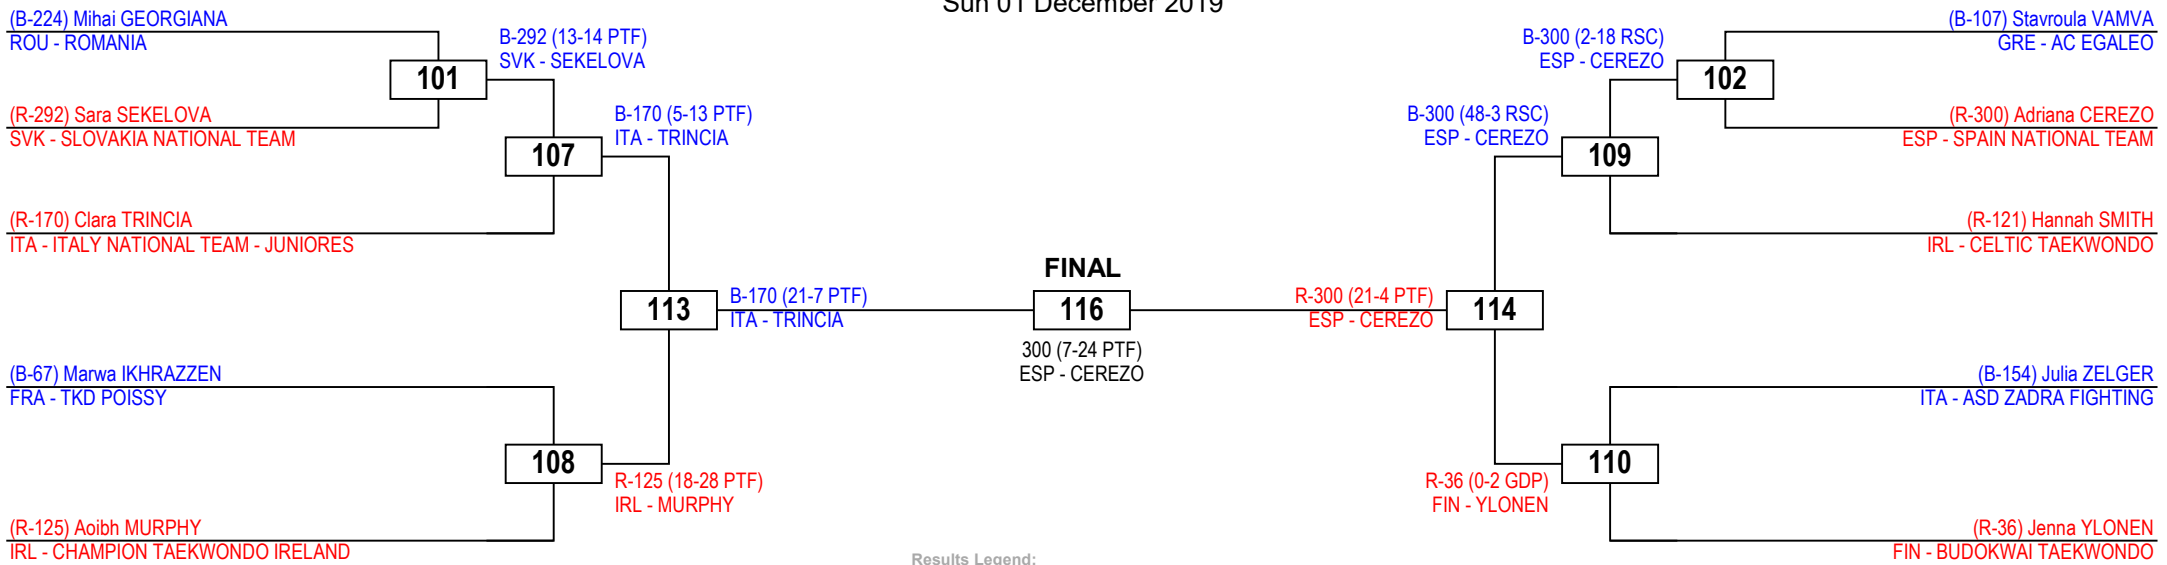 Sun 01 December 2019
(B-224) Mihai GEORGIANA
ROU - ROMANIA
B-292 (13-14 PTF)
SVK - SEKELOVA
101
(R-292) Sara SEKELOVA
SVK - SLOVAKIA NATIONAL TEAM
B-170 (5-13 PTF)
ITA - TRINCIA
107
(R-170) Clara TRINCIA
ITA - ITALY NATIONAL TEAM - JUNIORES
113
B-170 (21-7 PTF)
ITA - TRINCIA
(B-67) Marwa IKHRAZZEN
FRA - TKD POISSY
108
R-125 (18-28 PTF)
IRL - MURPHY
(R-125) Aoibh MURPHY
IRL - CHAMPION TAEKWONDO IRELAND
FINAL
116
300 (7-24 PTF)
ESP - CEREZO
(B-107) Stavroula VAMVA
GRE - AC EGALEO
B-300 (2-18 RSC)
ESP - CEREZO
102
(R-300) Adriana CEREZO
ESP - SPAIN NATIONAL TEAM
B-300 (48-3 RSC)
ESP - CEREZO
109
(R-121) Hannah SMITH
IRL - CELTIC TAEKWONDO
R-300 (21-4 PTF)
ESP - CEREZO
114
(B-154) Julia ZELGER
ITA - ASD ZADRA FIGHTING
110
R-36 (0-2 GDP)
FIN - YLONEN
(R-36) Jenna YLONEN
FIN - BUDOKWAI TAEKWONDO
Results Legend: